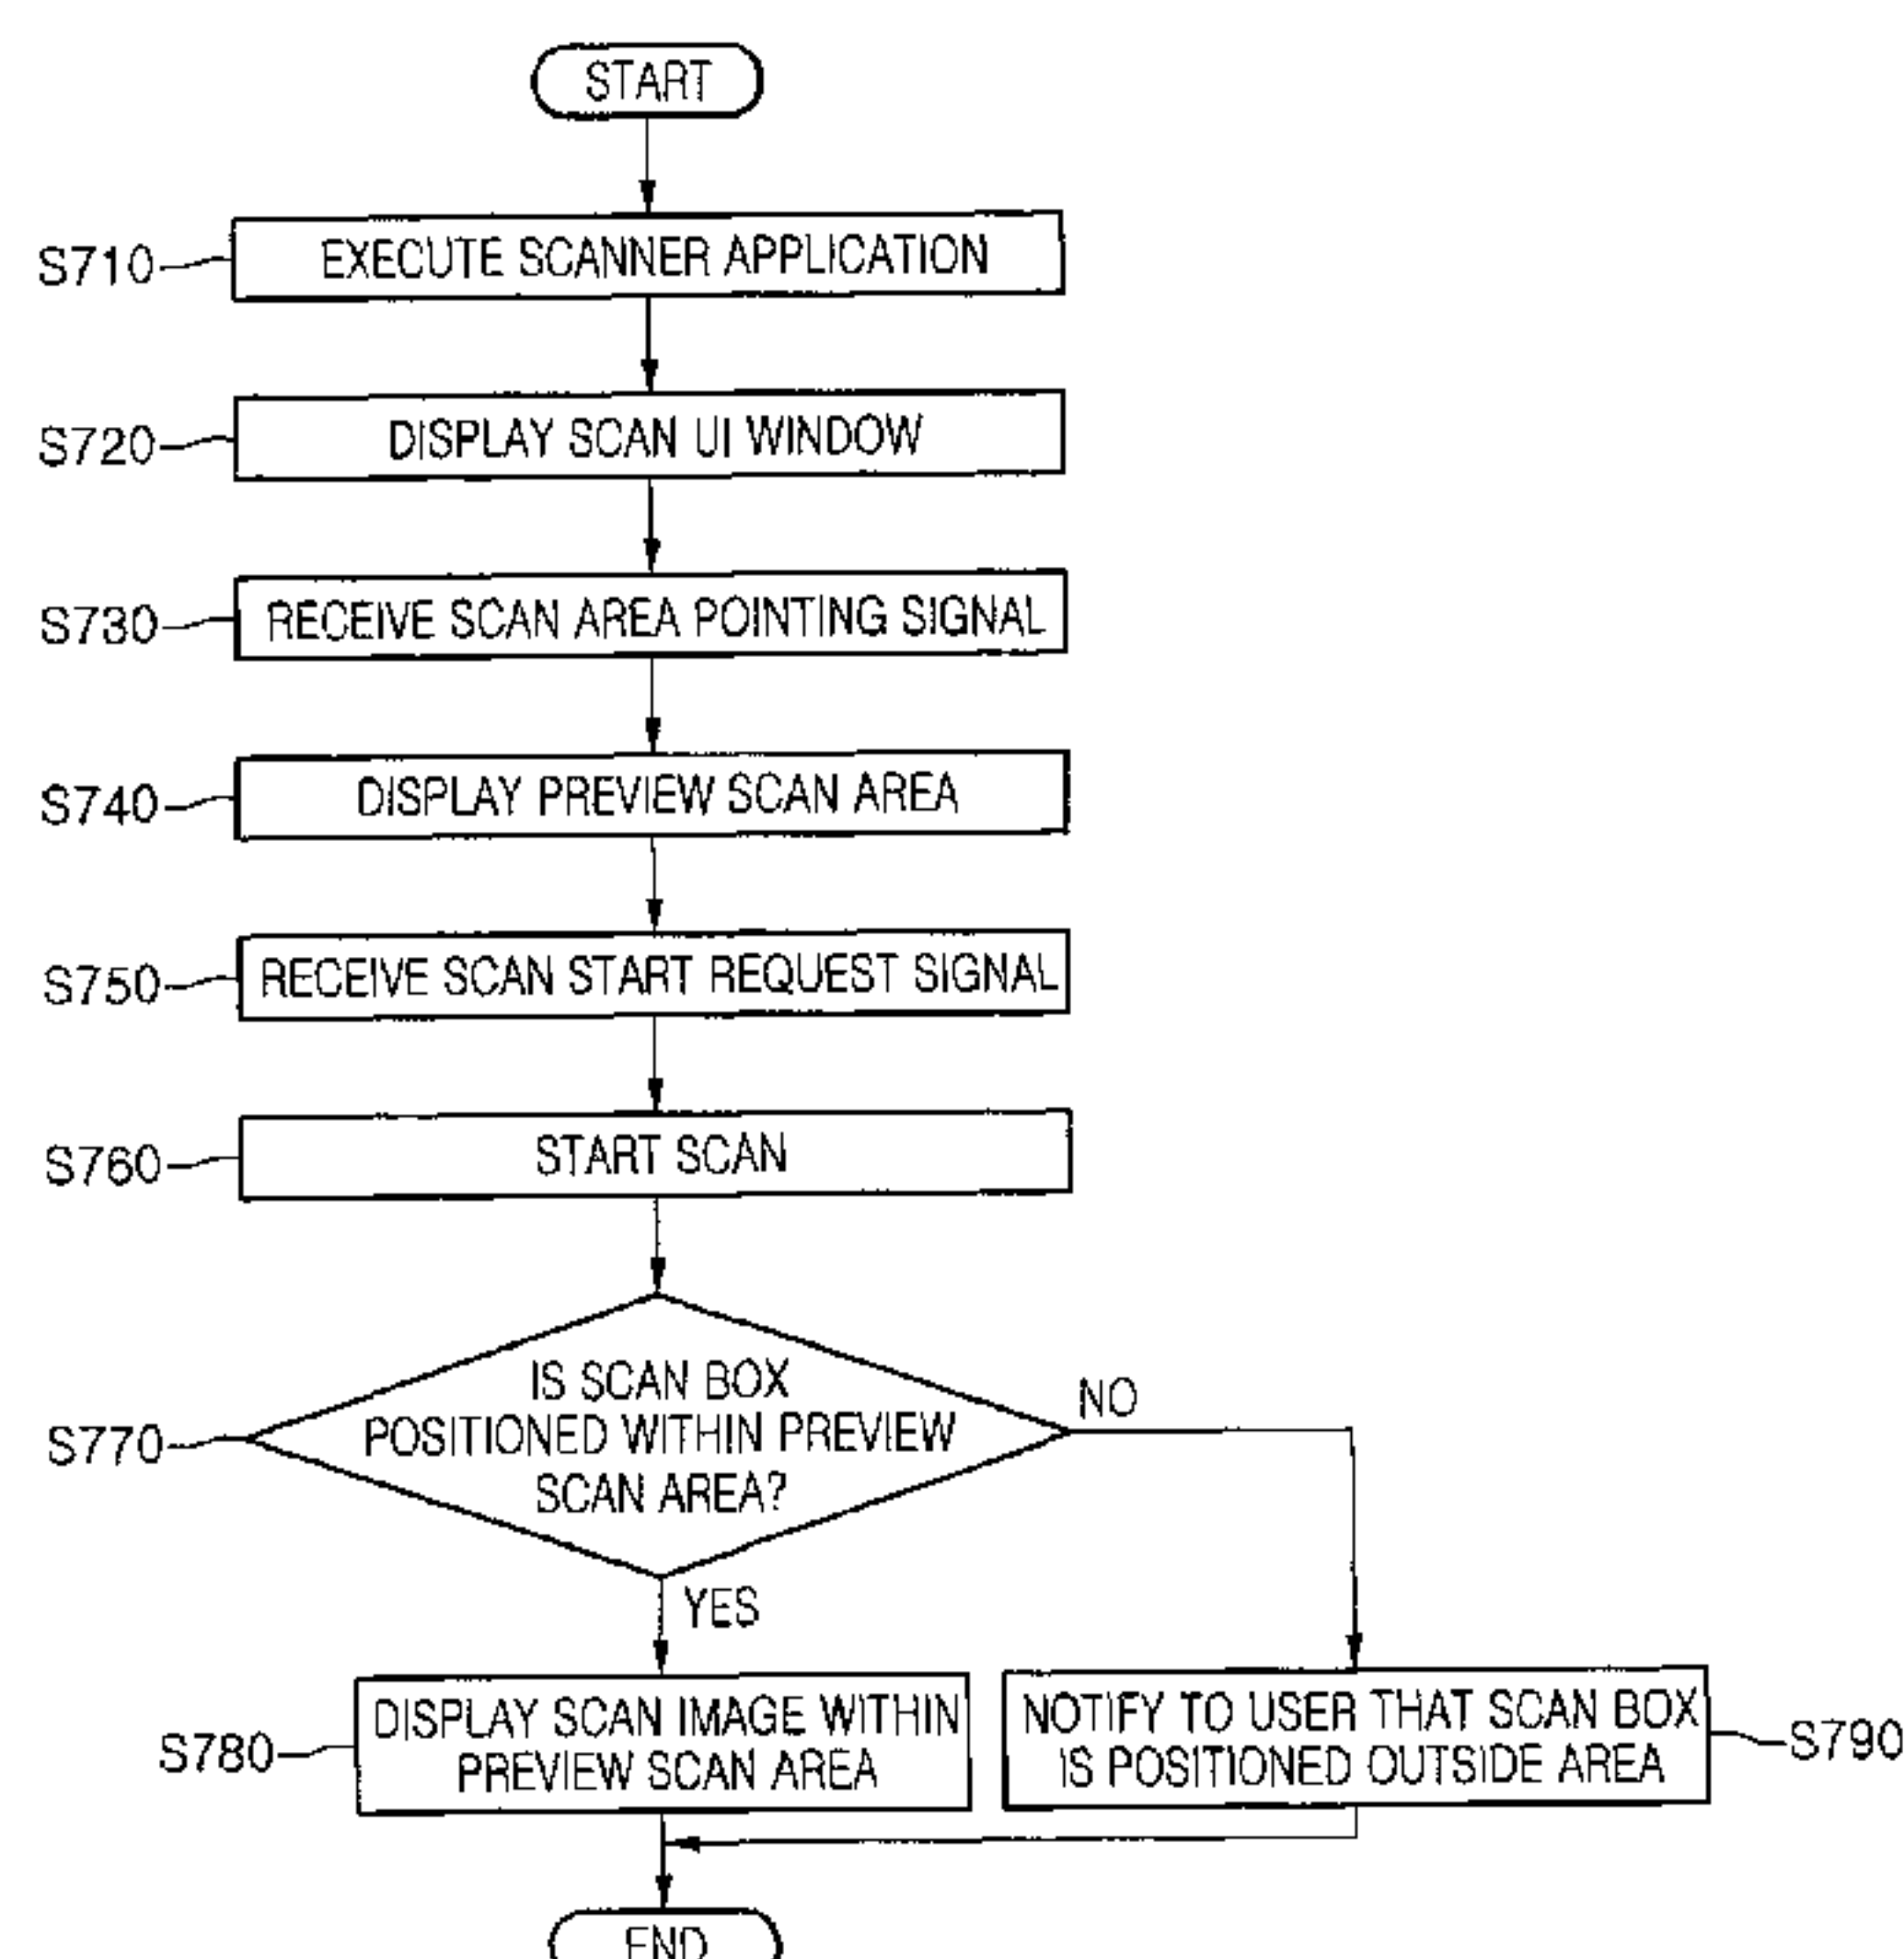 START
S710
EXECUTE SCANNER APPLICATION
S720
DISPLAY SCAN UI WINDOW
S730
RECEIVE SCAN AREA POINTING SIGNAL
S740
DISPLAY PREVIEW SCAN AREA
S750
RECEIVE SCAN START REQUEST SIGNAL
S760
START SCAN
S770
IS SCAN BOX
POSITIONED WITHIN PREVIEW
SCAN AREA?
NO
YES
S780
DISPLAY SCAN IMAGE WITHIN
PREVIEW SCAN AREA
NOTIFY TO USER THAT SCAN BOX
IS POSITIONED OUTSIDE AREA
S790
END